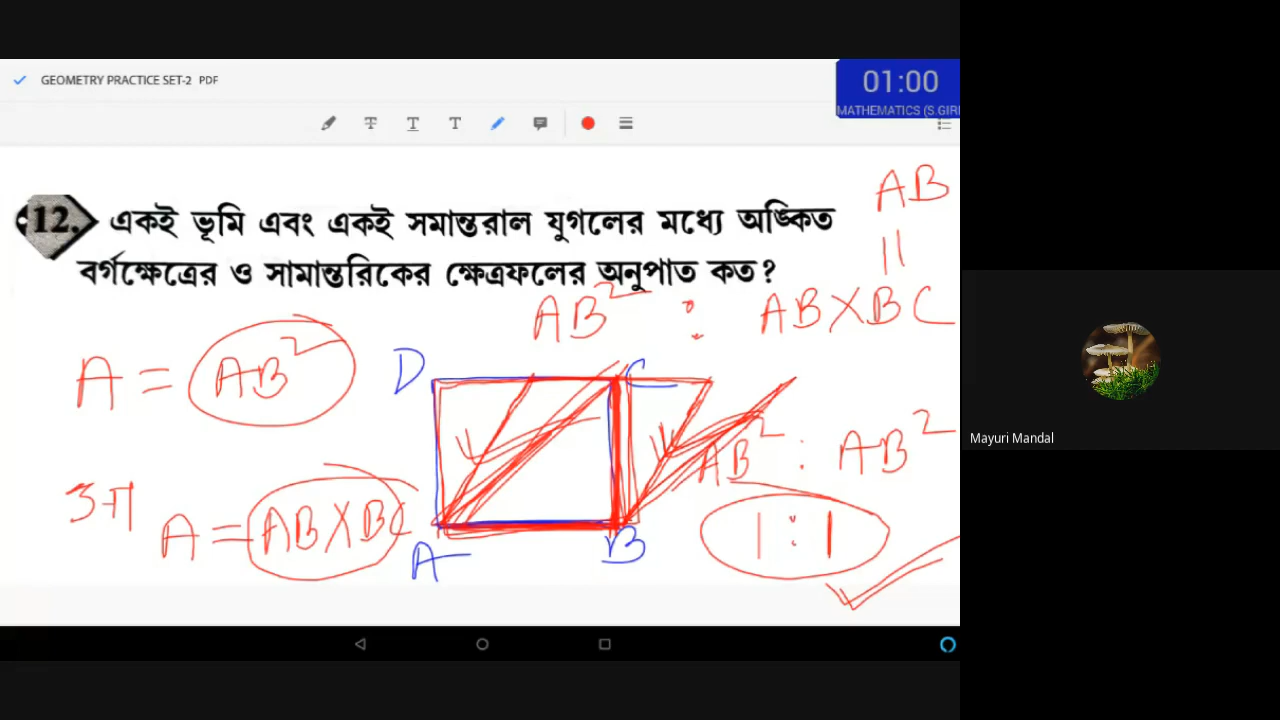 GEOMETRY PRACTICE SET-2 PDF
01:00
MATHEMATICS (S.GIRI
12. একই ভূমি এবং একই সমান্তরাল যুগলের মধ্যে অঙ্কিত
বর্গক্ষেত্রের ও সামান্তরিকের ক্ষেত্রফলের অনুপাত কত?
AB
||
AB² : AB×BC
A = AB²
D C
AB² : AB²
A = AB×BC
1 : 1
A B
Mayuri Mandal